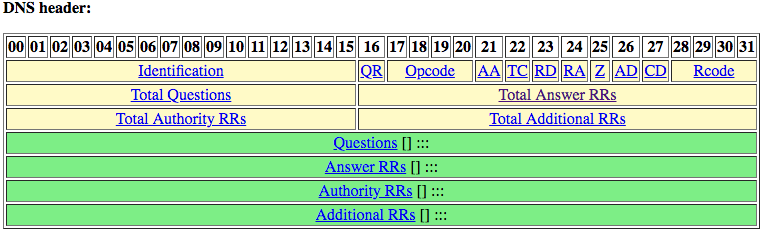 DNS header:
00 01 02 03 04 05 06 07 08 09 10 11 12 13 14 15 16 17 18 19 20 21 22 23 24 25 26 27 28 29 30 31
Identification QR Opcode AA TC RD RA Z AD CD Rcode
Total Questions Total Answer RRs
Total Authority RRs Total Additional RRs
Questions [] :::
Answer RRs [] :::
Authority RRs [] :::
Additional RRs [] :::